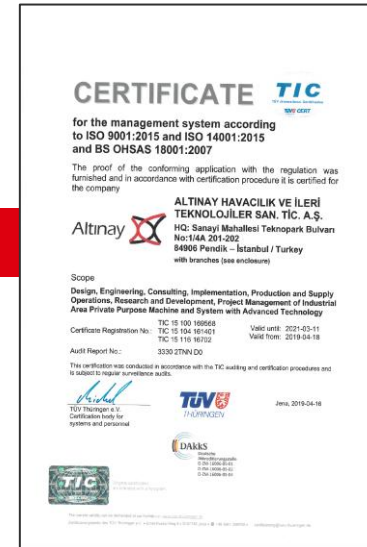 CERTIFICATE
TIC
TÜV CERT
for the management system according
to ISO 9001:2015 and ISO 14001:2015
and BS OHSAS 18001:2007
The proof of the conforming application with the regulation was
furnished and in accordance with certification procedure it is certified for
the company
Altınay
ALTINAY HAVACILIK VE İLERİ
TEKNOLOJİLER SAN. TİC. A.Ş.
HQ: Sanayi Mahallesi Teknopark Bulvarı
No:1/4A 201-202
84906 Pendik – İstanbul / Turkey
with branches (see enclosure)
Scope
Design, Engineering, Consulting, Implementation, Production and Supply
Operations, Research and Development, Project Management of Industrial
Area Private Purpose Machine and System with Advanced Technology
Certificate Registration No.: TIC 15 100 169568
TIC 15 104 161401
TIC 15 116 16702
Valid until: 2021-03-11
Valid from: 2019-04-18
Audit Report No.: 3330 2TNN D0
This certification was conducted in accordance with the TIC auditing and certification procedures and
is subject to regular surveillance audits.
TÜV Thüringen e.V.
Certification body for
systems and personnel
TÜV
THÜRINGEN
Jena, 2019-04-16
DAkkS
Deutsche
Akkreditierungsstelle
TIC